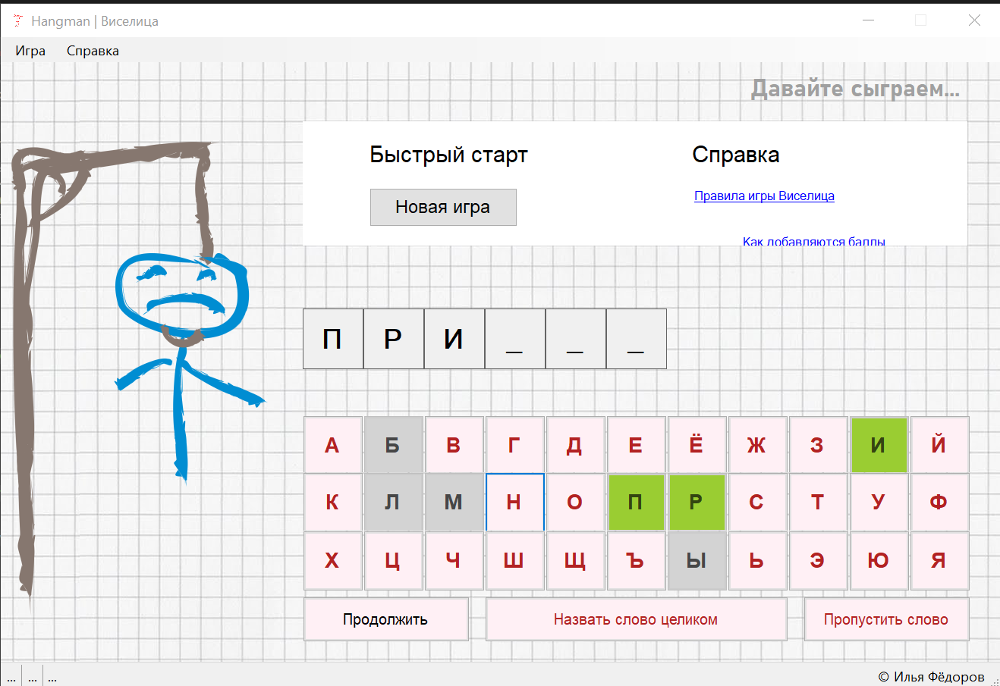 Hangman | Виселица
Игра Справка
Давайте сыграем...
Быстрый старт
Справка
Новая игра
Правила игры Виселица
Как добавляются баллы
П Р И _ _ _
А Б В Г Д Е Ё Ж З И Й
К Л М Н О П Р С Т У Ф
Х Ц Ч Ш Щ Ъ Ы Ь Э Ю Я
Продолжить Назвать слово целиком Пропустить слово
... ... ... © Илья Фёдоров